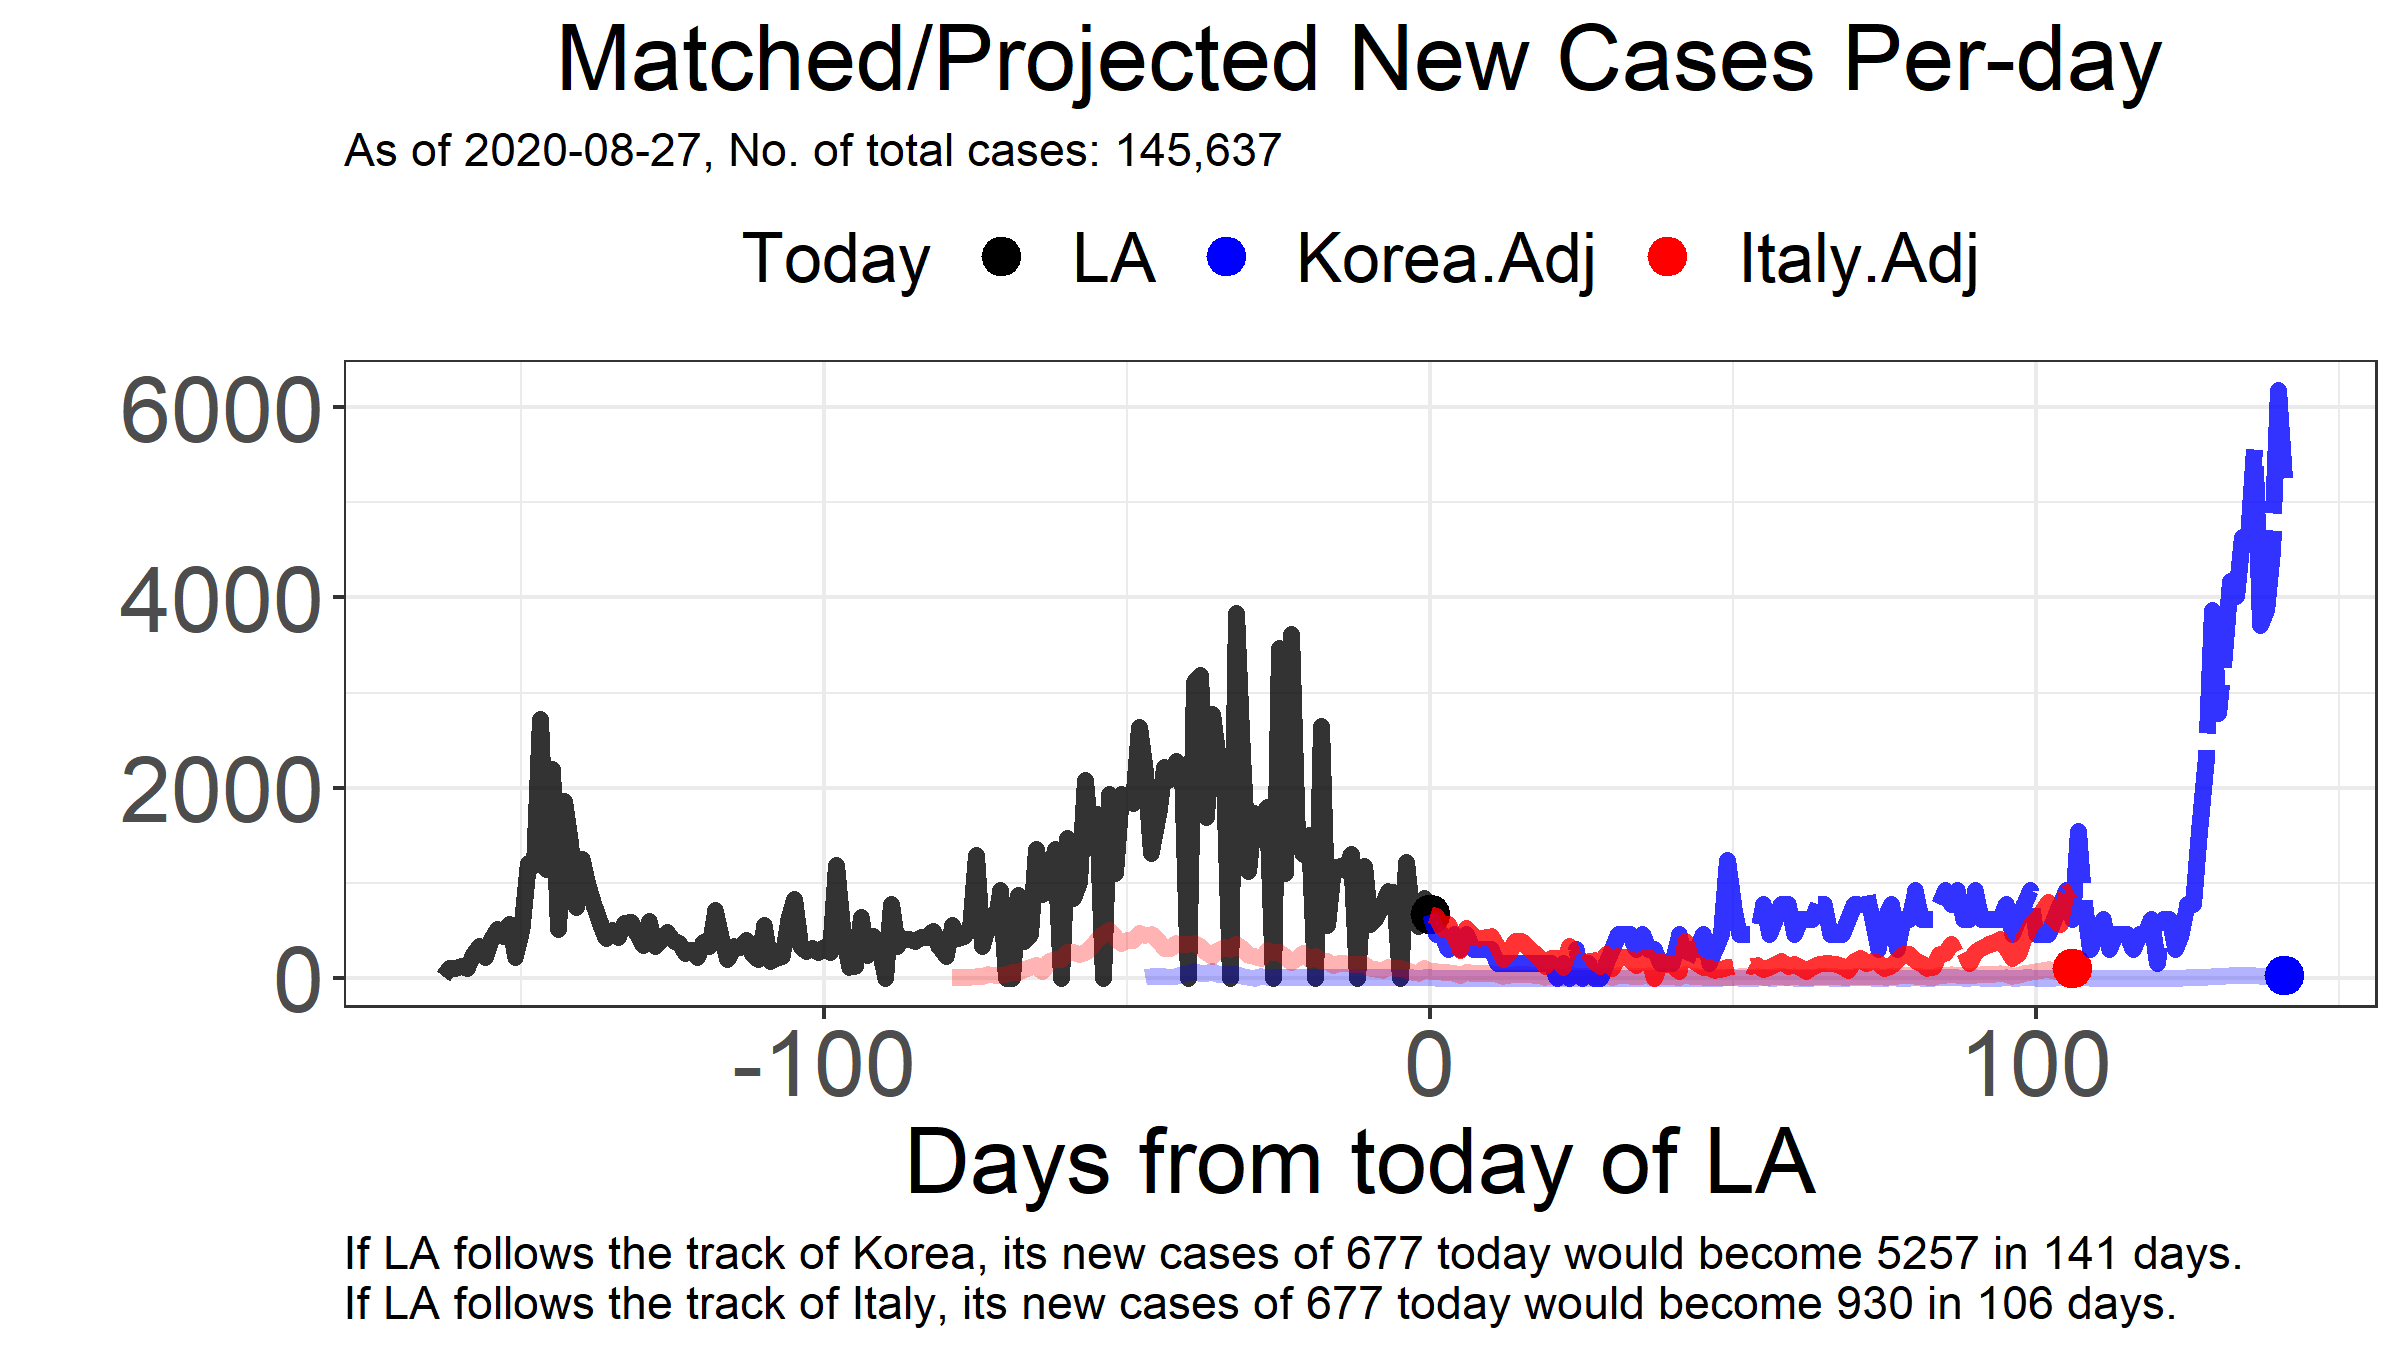 Matched/Projected New Cases Per-day
As of 2020-08-27, No. of total cases: 145,637
Today LA Korea.Adj Italy.Adj
6000
4000
2000
0
-100 0 100
Days from today of LA
If LA follows the track of Korea, its new cases of 677 today would become 5257 in 141 days.
If LA follows the track of Italy, its new cases of 677 today would become 930 in 106 days.